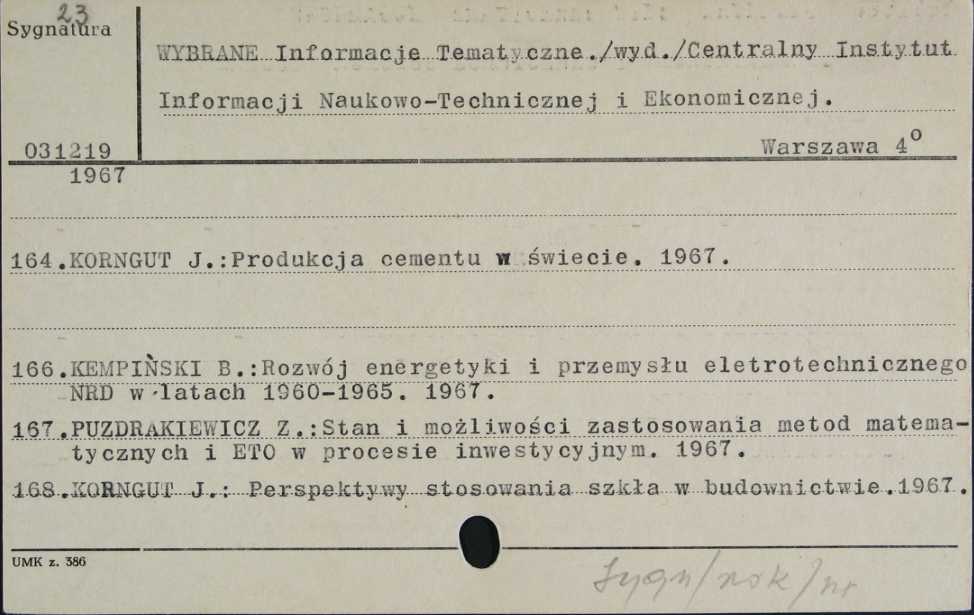 23
Sygnatura
WYBRANE Informacje Tematyczne./wyd./Centralny Instytut
Informacji Naukowo-Technicznej i Ekonomicznej.
031219
Warszawa 4°
1967
164.KORNGUT J.:Produkcja cementu w świecie. 1967.
166.KEMPIŃSKI B.:Rozwój energetyki i przemysłu eletrotechnicznego
NRD w latach 1960-1965. 1967.
167.PUZDRAKIEWICZ Z.:Stan i możliwości zastosowania metod matema-
tycznych i ETO w procesie inwestycyjnym. 1967.
168.KORNGUT J.: Perspektywy stosowania szkła w budownictwie.1967.
UMK z. 386
Sygn/rok/nr